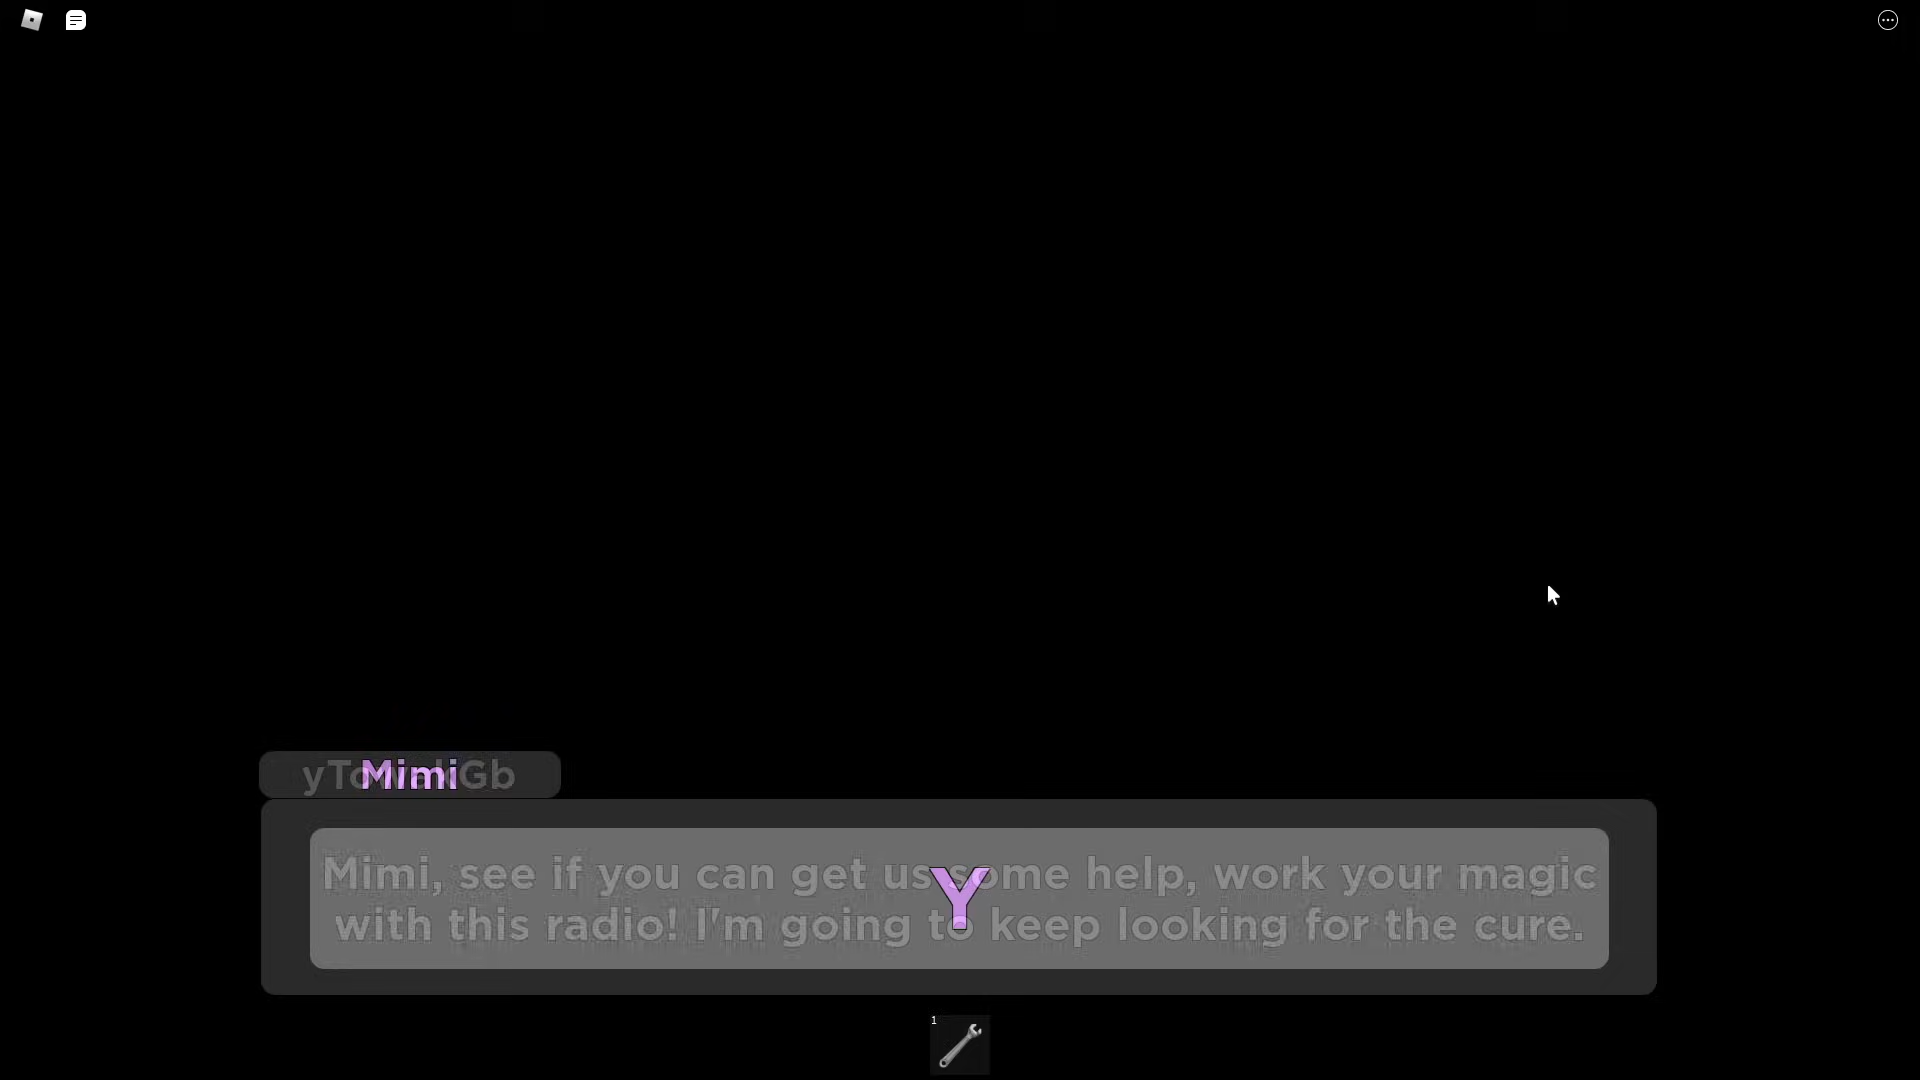 Mimi
Mimi, see if you can get us some help, work your magic
Y
with this radio! I'm going to keep looking for the cure.
1